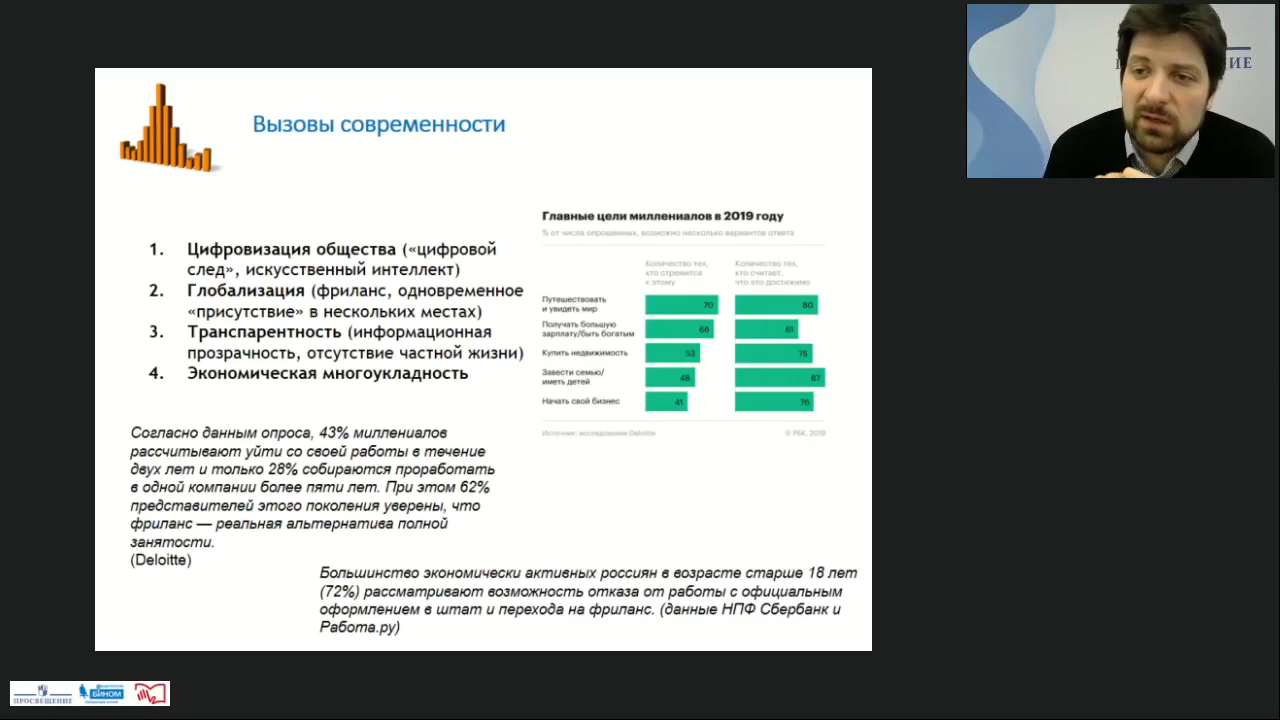 Вызовы современности
1. Цифровизация общества («цифровой
след», искусственный интеллект)
2. Глобализация (фриланс, одновременное
«присутствие» в нескольких местах)
3. Транспарентность (информационная
прозрачность, отсутствие частной жизни)
4. Экономическая многоукладность
Согласно данным опроса, 43% миллениалов
рассчитывают уйти со своей работы в течение
двух лет и только 28% собираются проработать
в одной компании более пяти лет. При этом 62%
представителей этого поколения уверены, что
фриланс — реальная альтернатива полной
занятости.
(Deloitte)
Главные цели миллениалов в 2019 году
% от числа опрошенных, возможно несколько вариантов ответа
Количество тех,
кто стремится
к этому
Количество тех,
кто считает,
что это достижимо
Путешествовать
и увидеть мир
70 80
Получать большую
зарплату/быть богатым
66 61
Купить недвижимость 53 75
Завести семью/
иметь детей
48 87
Начать свой бизнес 41 76
Источник: исследование Deloitte © РБК, 2019
Большинство экономически активных россиян в возрасте старше 18 лет
(72%) рассматривают возможность отказа от работы с официальным
оформлением в штат и перехода на фриланс. (данные НПФ Сбербанк и
Работа.ру)
ПРОСВЕЩЕНИЕ
БИНОМ